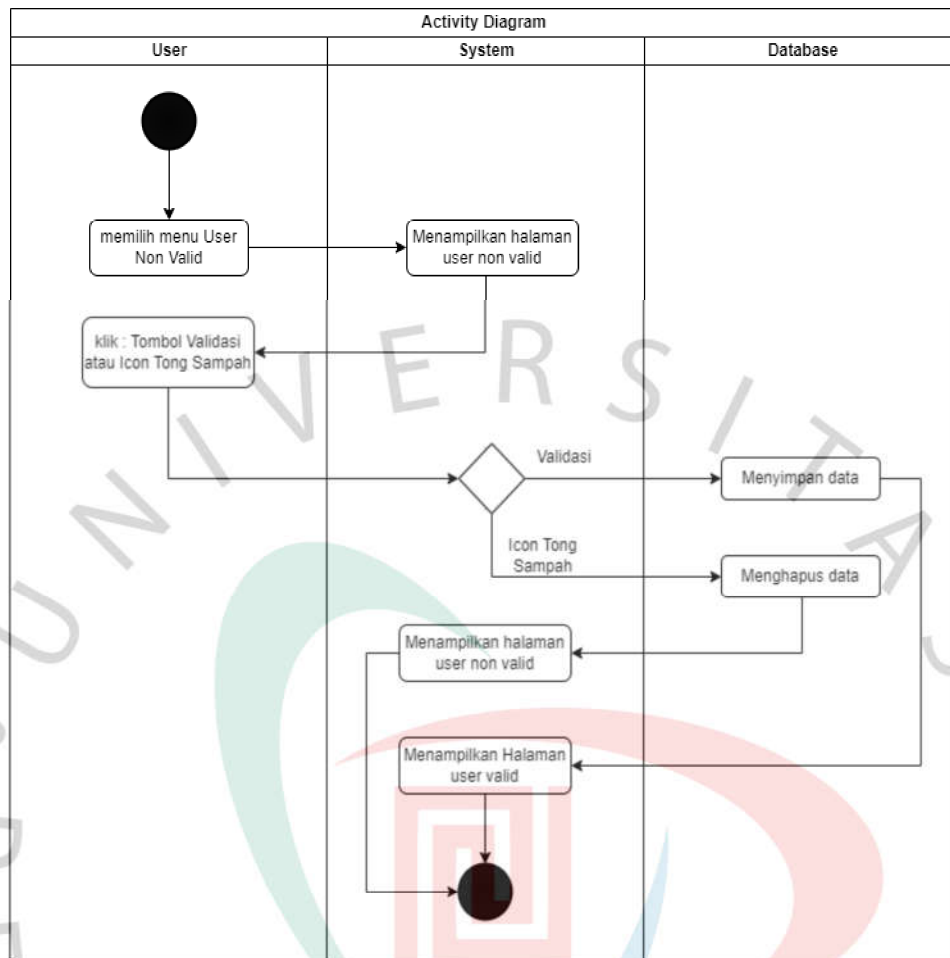 Activity Diagram
User
System
Database
memilih menu User
Non Valid
Menampilkan halaman
user non valid
klik : Tombol Validasi
atau Icon Tong Sampah
Validasi
Menyimpan data
Icon Tong
Sampah
Menghapus data
Menampilkan halaman
user non valid
Menampilkan Halaman
user valid
UNIVERSITAS